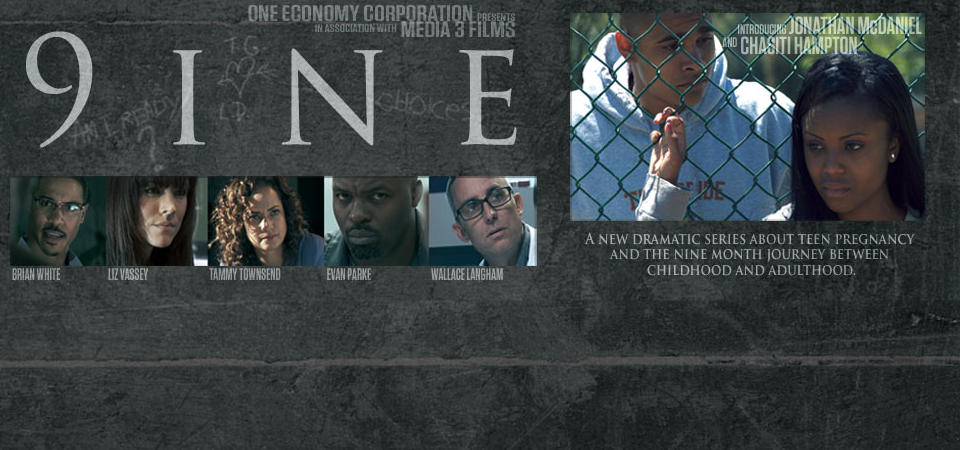 ONE ECONOMY CORPORATION PRESENTS
IN ASSOCIATION WITH MEDIA 3 FILMS
9INE
T.G.
I.D.
AM I READY
?
CHOICES
BRIAN WHITE
LIZ VASSEY
TAMMY TOWNSEND
EVAN PARKE
WALLACE LANGHAM
INTRODUCING JONATHAN McDANIEL
AND CHASITI HAMPTON
A NEW DRAMATIC SERIES ABOUT TEEN PREGNANCY
AND THE NINE MONTH JOURNEY BETWEEN
CHILDHOOD AND ADULTHOOD.